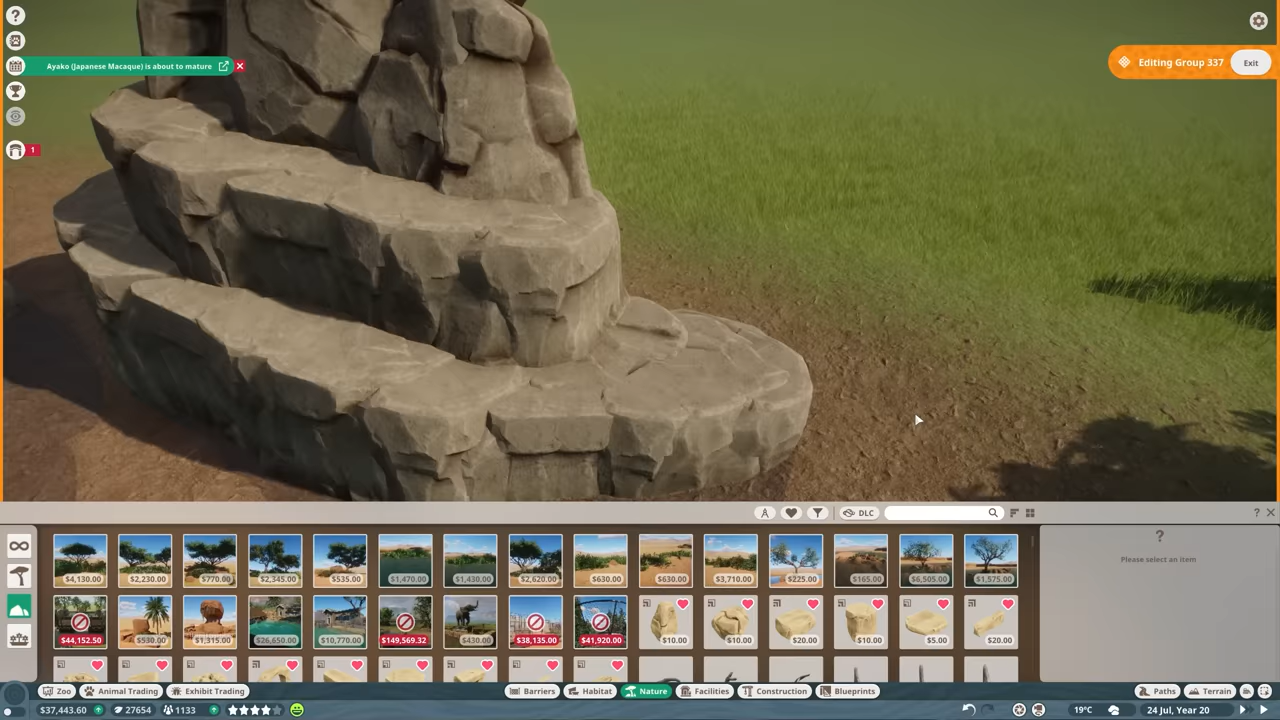 ?
Ayako (Japanese Macaque) is about to mature
Editing Group 337
Exit
1
DLC
?
?
Please select an item
$4,130.00
$2,230.00
$770.00
$2,345.00
$535.00
$1,470.00
$1,430.00
$2,620.00
$630.00
$630.00
$3,710.00
$225.00
$165.00
$6,505.00
$1,575.00
$44,152.50
$530.00
$1,315.00
$26,650.00
$10,770.00
$149,569.32
$430.00
$38,135.00
$41,920.00
$10.00
$10.00
$20.00
$10.00
$5.00
$20.00
Zoo
Animal Trading
Exhibit Trading
Barriers
Habitat
Nature
Facilities
Construction
Blueprints
Paths
Terrain
$37,443.60
27654
1133
19°C
24 Jul, Year 20